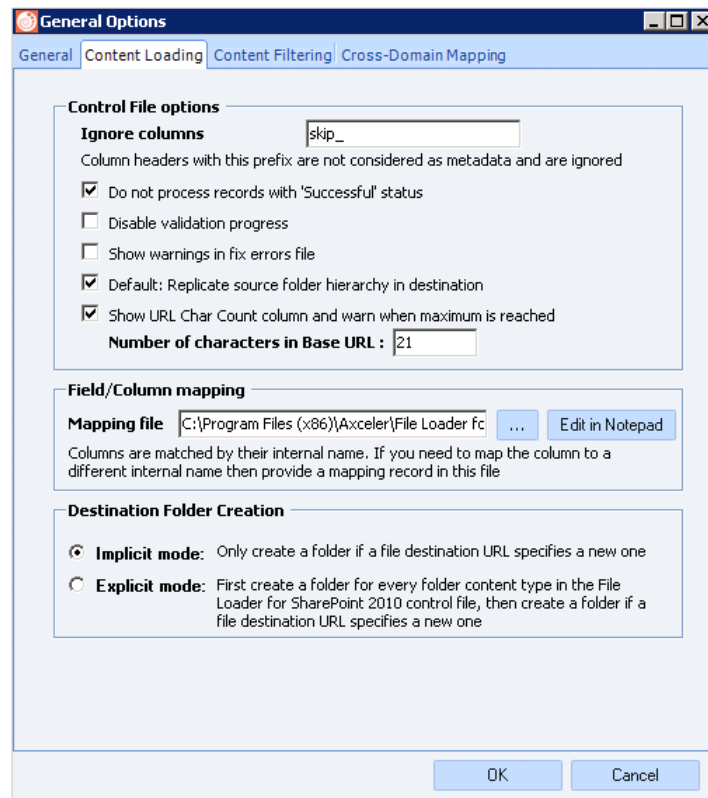 General Options
General Content Loading Content Filtering Cross-Domain Mapping
Control File options
Ignore columns skip_
Column headers with this prefix are not considered as metadata and are ignored
Do not process records with 'Successful' status
Disable validation progress
Show warnings in fix errors file
Default: Replicate source folder hierarchy in destination
Show URL Char Count column and warn when maximum is reached
Number of characters in Base URL : 21
Field/Column mapping
Mapping file C:\Program Files (x86)\Axceler\File Loader fc ... Edit in Notepad
Columns are matched by their internal name. If you need to map the column to a
different internal name then provide a mapping record in this file
Destination Folder Creation
Implicit mode: Only create a folder if a file destination URL specifies a new one
Explicit mode: First create a folder for every folder content type in the File
Loader for SharePoint 2010 control file, then create a folder if a
file destination URL specifies a new one
OK Cancel